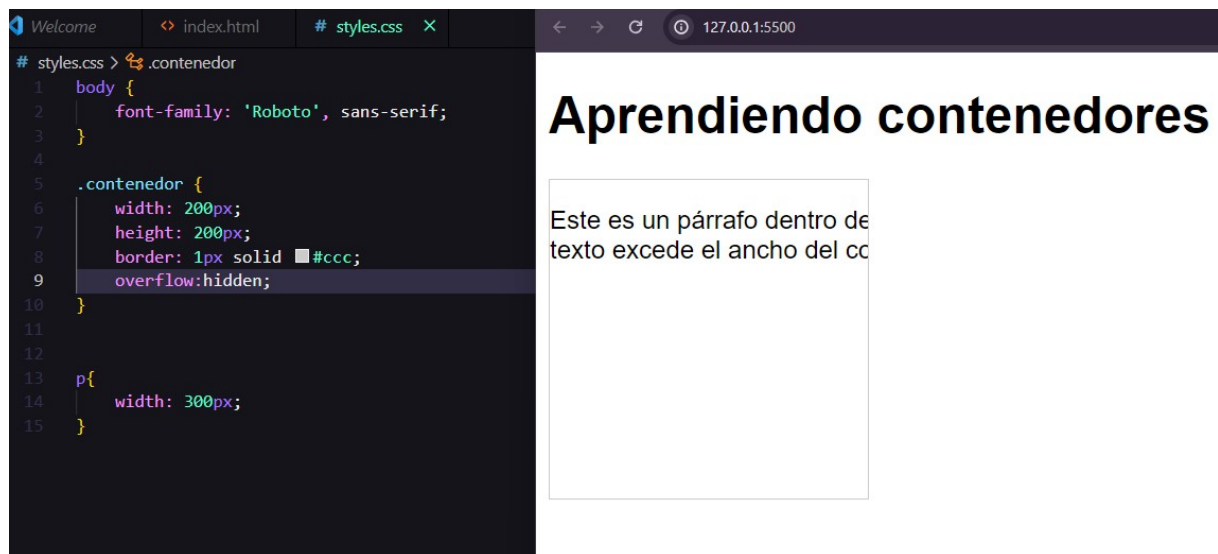 Welcome
index.html
# styles.css ×
127.0.0.1:5500
# styles.css > .contenedor
1 body {
2 font-family: 'Roboto', sans-serif;
3 }
4
5 .contenedor {
6 width: 200px;
7 height: 200px;
8 border: 1px solid #ccc;
9 overflow:hidden;
10 }
11
12
13 p{
14 width: 300px;
15 }
Aprendiendo contenedores
Este es un párrafo dentro de
texto excede el ancho del co